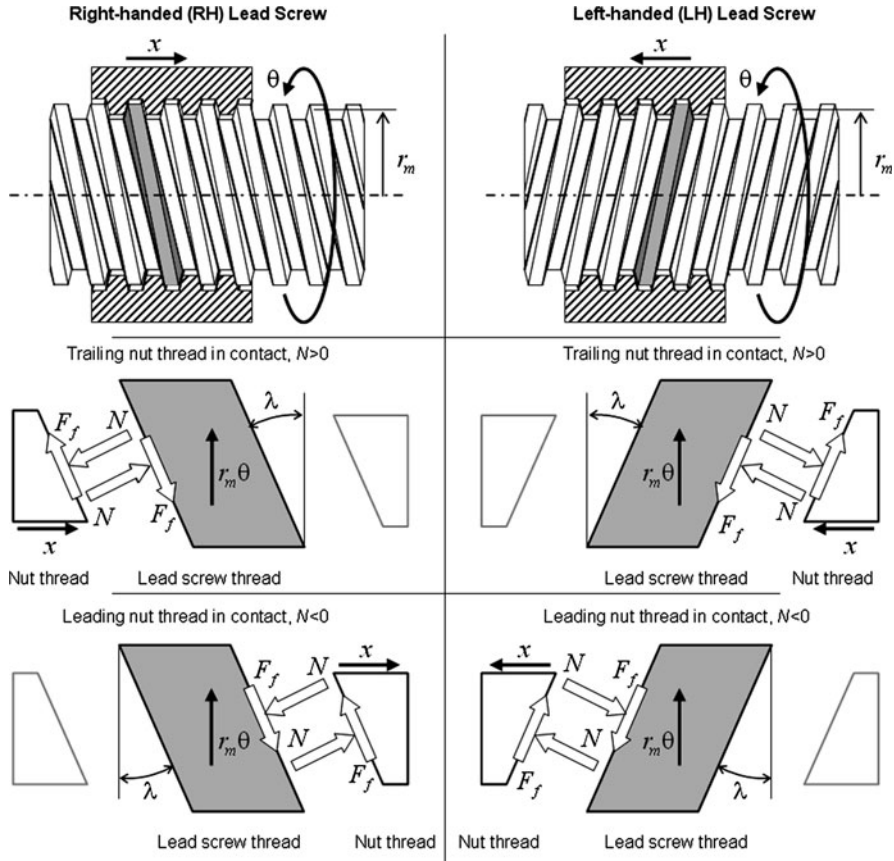 Right-handed (RH) Lead Screw
Left-handed (LH) Lead Screw
x
θ
r_m
x
θ
r_m
Trailing nut thread in contact, N>0
F_f
N
λ
r_mθ
N
F_f
x
Nut thread
Lead screw thread
Trailing nut thread in contact, N>0
λ
N
F_f
r_mθ
N
F_f
x
Lead screw thread
Nut thread
Leading nut thread in contact, N<0
x
F_f
N
r_mθ
N
F_f
λ
Lead screw thread
Nut thread
Leading nut thread in contact, N<0
x
N
F_f
r_mθ
N
F_f
λ
Nut thread
Lead screw thread